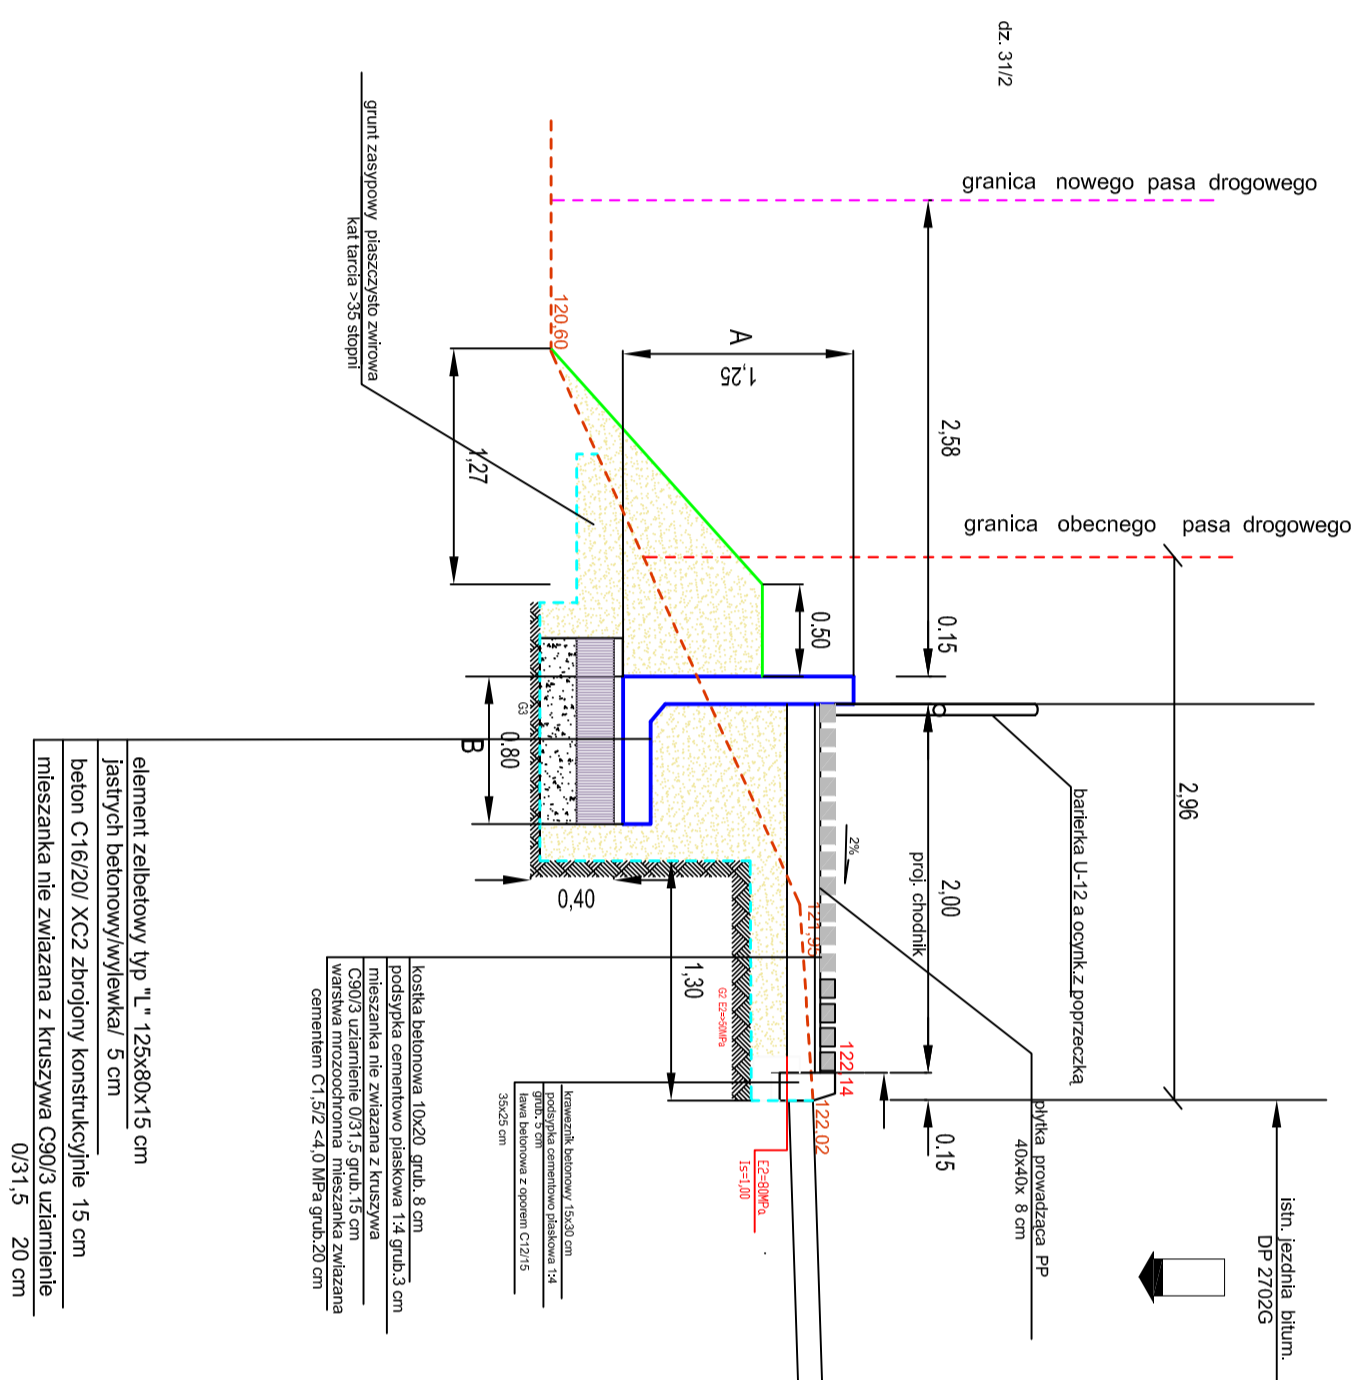 dz. 31/2
granica nowego pasa drogowego
granica obecnego pasa drogowego
grunt zasypowy piaszczysto zwirowa
kat tarcia >35 stopni
120,60
A
1,25
2,58
1,27
0.50
0.15
2,96
barierka U-12 a ocynk.z poprzeczką
2%
proj. chodnik
2,00
G3
0.80
B
0,40
1,30
121,95
G2 E2=>50MPa
122,14
122,02
0.15
E2=80MPa
Is=1,00
płytka prowadząca PP
40x40x 8 cm
istn. jezdnia bitum.
DP 2702G
kraweznik betonowy 15x30 cm
podsypka cementowo piaskowa 1:4
grub.5 cm
ława betonowa z oporem C12/15
35x25 cm
kostka betonowa 10x20 grub. 8 cm
podsypka cementowo piaskowa 1:4 grub.3 cm
mieszanka nie zwiazana z kruszywa
C90/3 uziarnienie 0/31,5 grub.15 cm
warstwa mrozoochronna mieszanka zwiazana
cementem C1,5/2 <4,0 MPa grub.20 cm
element zelbetowy typ "L" 125x80x15 cm
jastrych betonowy/wylewka/ 5 cm
beton C16/20/ XC2 zbrojony konstrukcyjnie 15 cm
mieszanka nie zwiazana z kruszywa C90/3 uziarnienie
0/31,5 20 cm